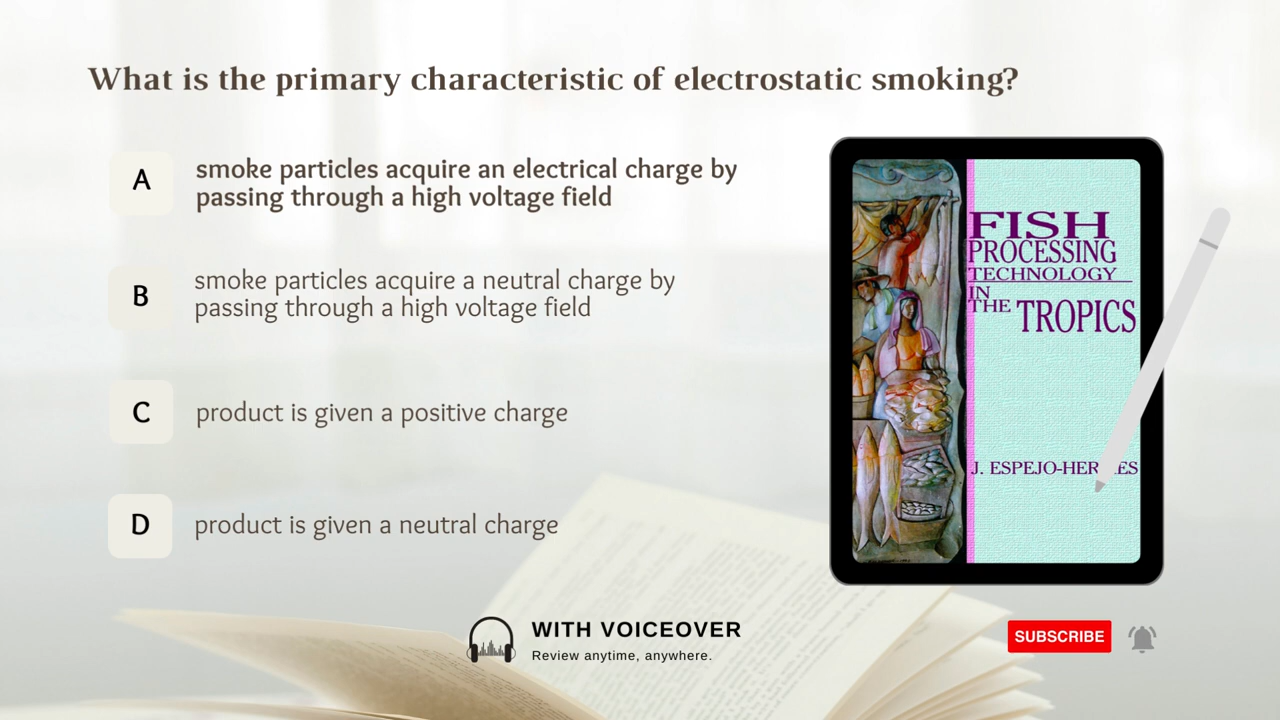 What is the primary characteristic of electrostatic smoking?
A
smoke particles acquire an electrical charge by
passing through a high voltage field
B
smoke particles acquire a neutral charge by
passing through a high voltage field
C
product is given a positive charge
D
product is given a neutral charge
FISH
PROCESSING
TECHNOLOGY
IN
THE TROPICS
J.
WITH VOICEOVER
Review anytime, anywhere.
SUBSCRIBE